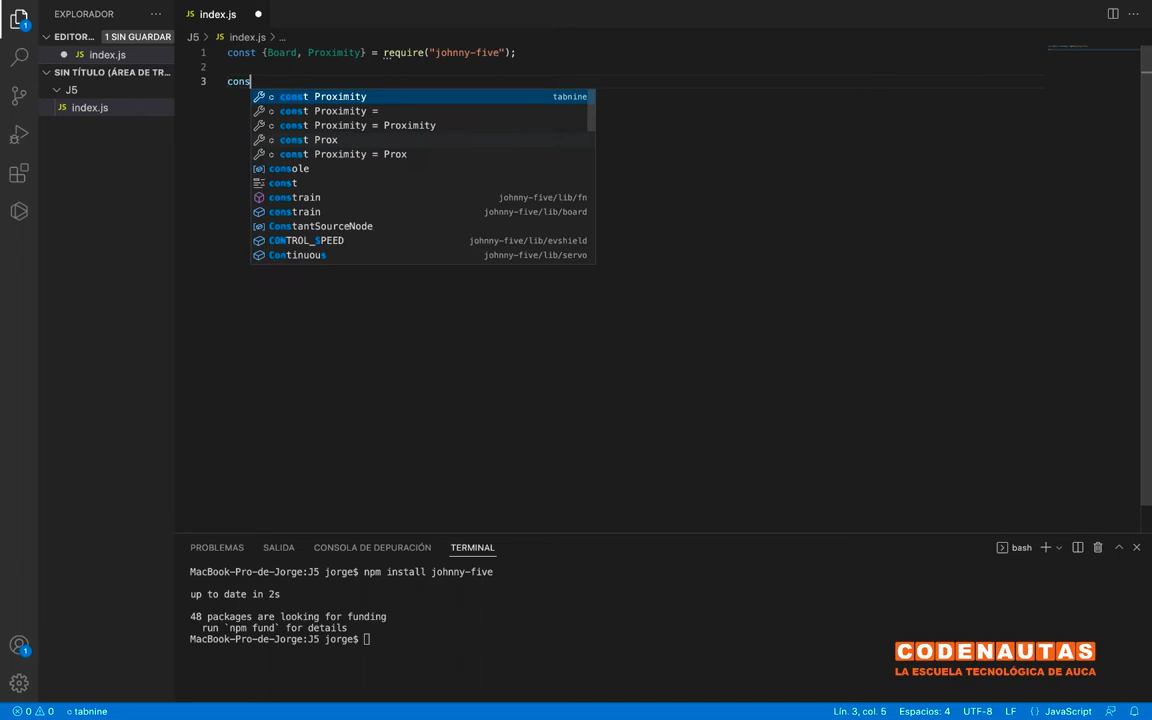 EXPLORADOR ...
JS index.js
EDITOR... 1 SIN GUARDAR
JS index.js
SIN TÍTULO (ÁREA DE TR...
J5
JS index.js
1
J5 > JS index.js > ...
1 const {Board, Proximity} = require("johnny-five");
2
3 cons
c const Proximity tabnine
c const Proximity =
c const Proximity = Proximity
c const Prox
c const Proximity = Prox
console
const
constrain johnny-five/lib/fn
constrain johnny-five/lib/board
ConstantSourceNode
CONTROL_SPEED johnny-five/lib/evshield
Continuous johnny-five/lib/servo
PROBLEMAS SALIDA CONSOLA DE DEPURACIÓN TERMINAL bash
MacBook-Pro-de-Jorge:J5 jorge$ npm install johnny-five
up to date in 2s
48 packages are looking for funding
run `npm fund` for details
MacBook-Pro-de-Jorge:J5 jorge$
CODENAUTAS
LA ESCUELA TECNOLÓGICA DE AUCA
1
0 0 c tabnine Lín. 3, col. 5 Espacios: 4 UTF-8 LF {} JavaScript